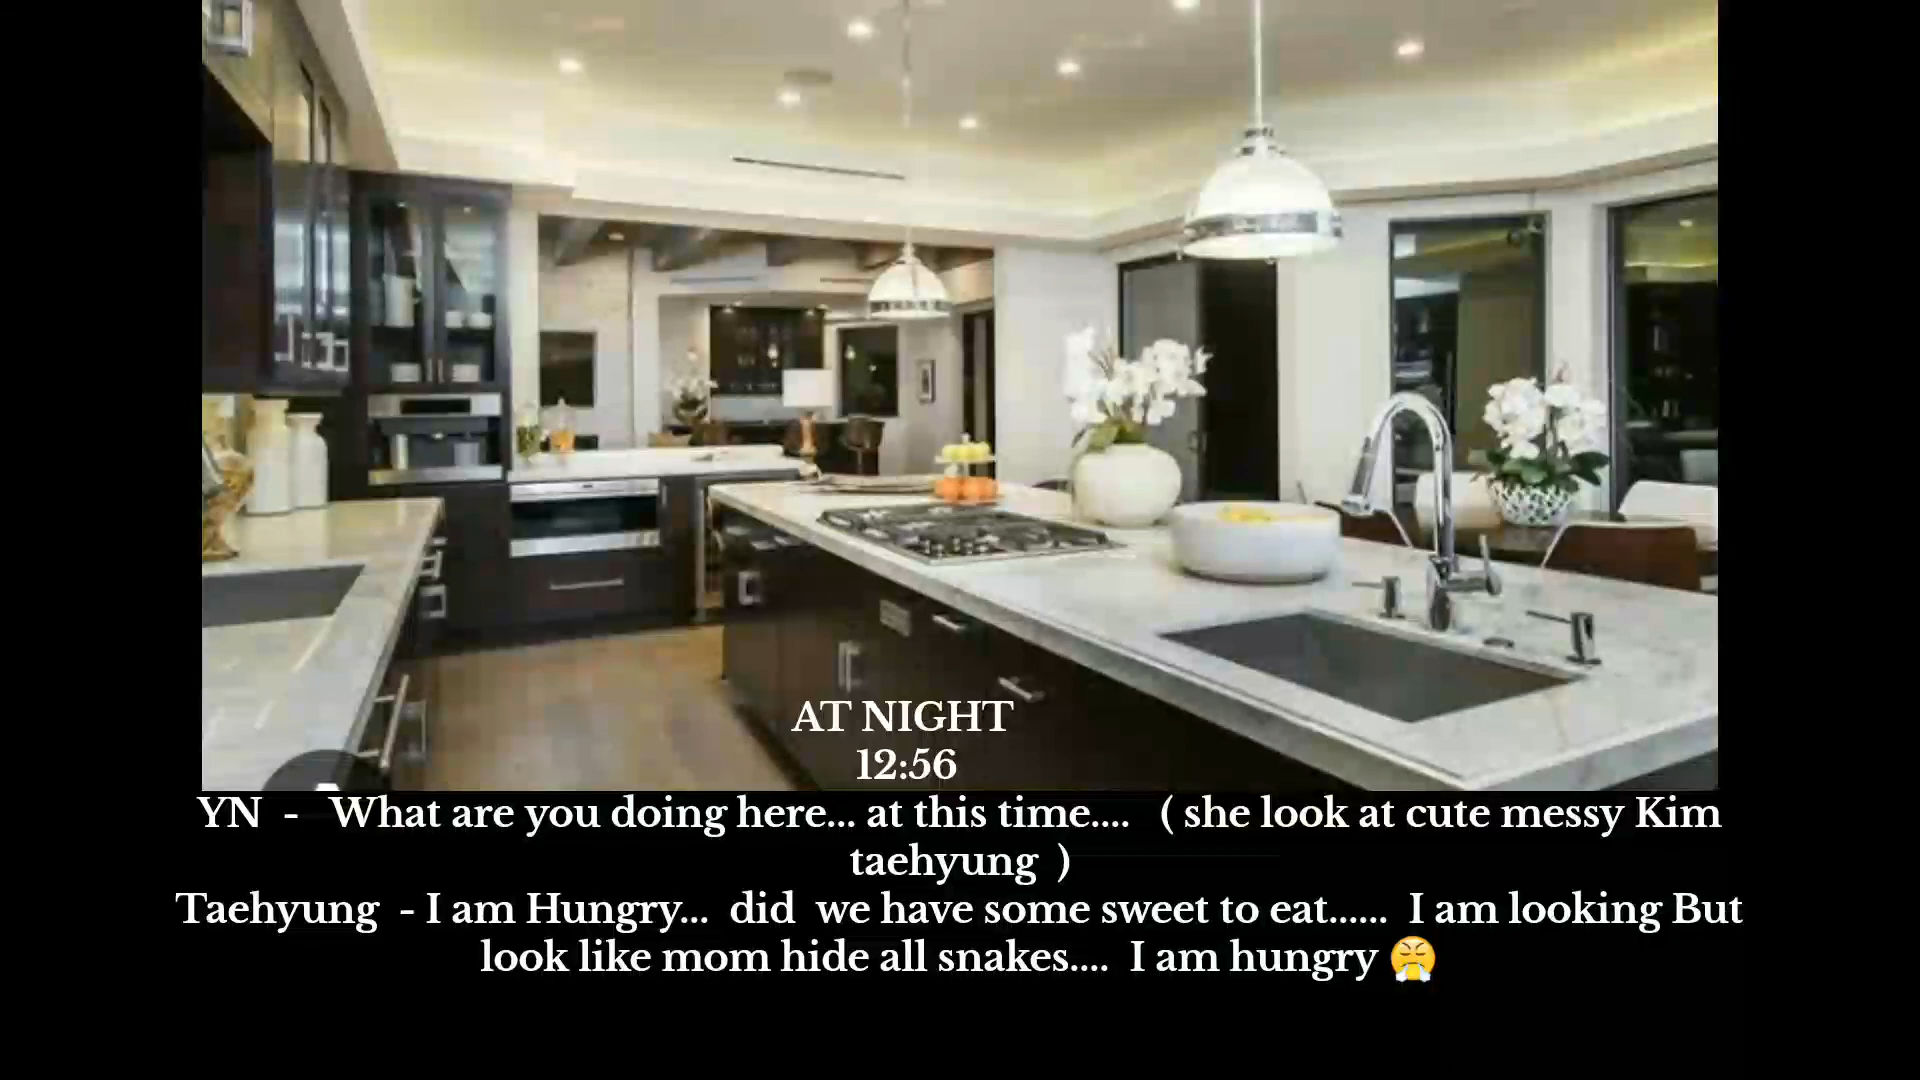 AT NIGHT
12:56
YN - What are you doing here... at this time.... ( she look at cute messy Kim
taehyung )
Taehyung - I am Hungry... did we have some sweet to eat...... I am looking But
look like mom hide all snakes.... I am hungry 😤